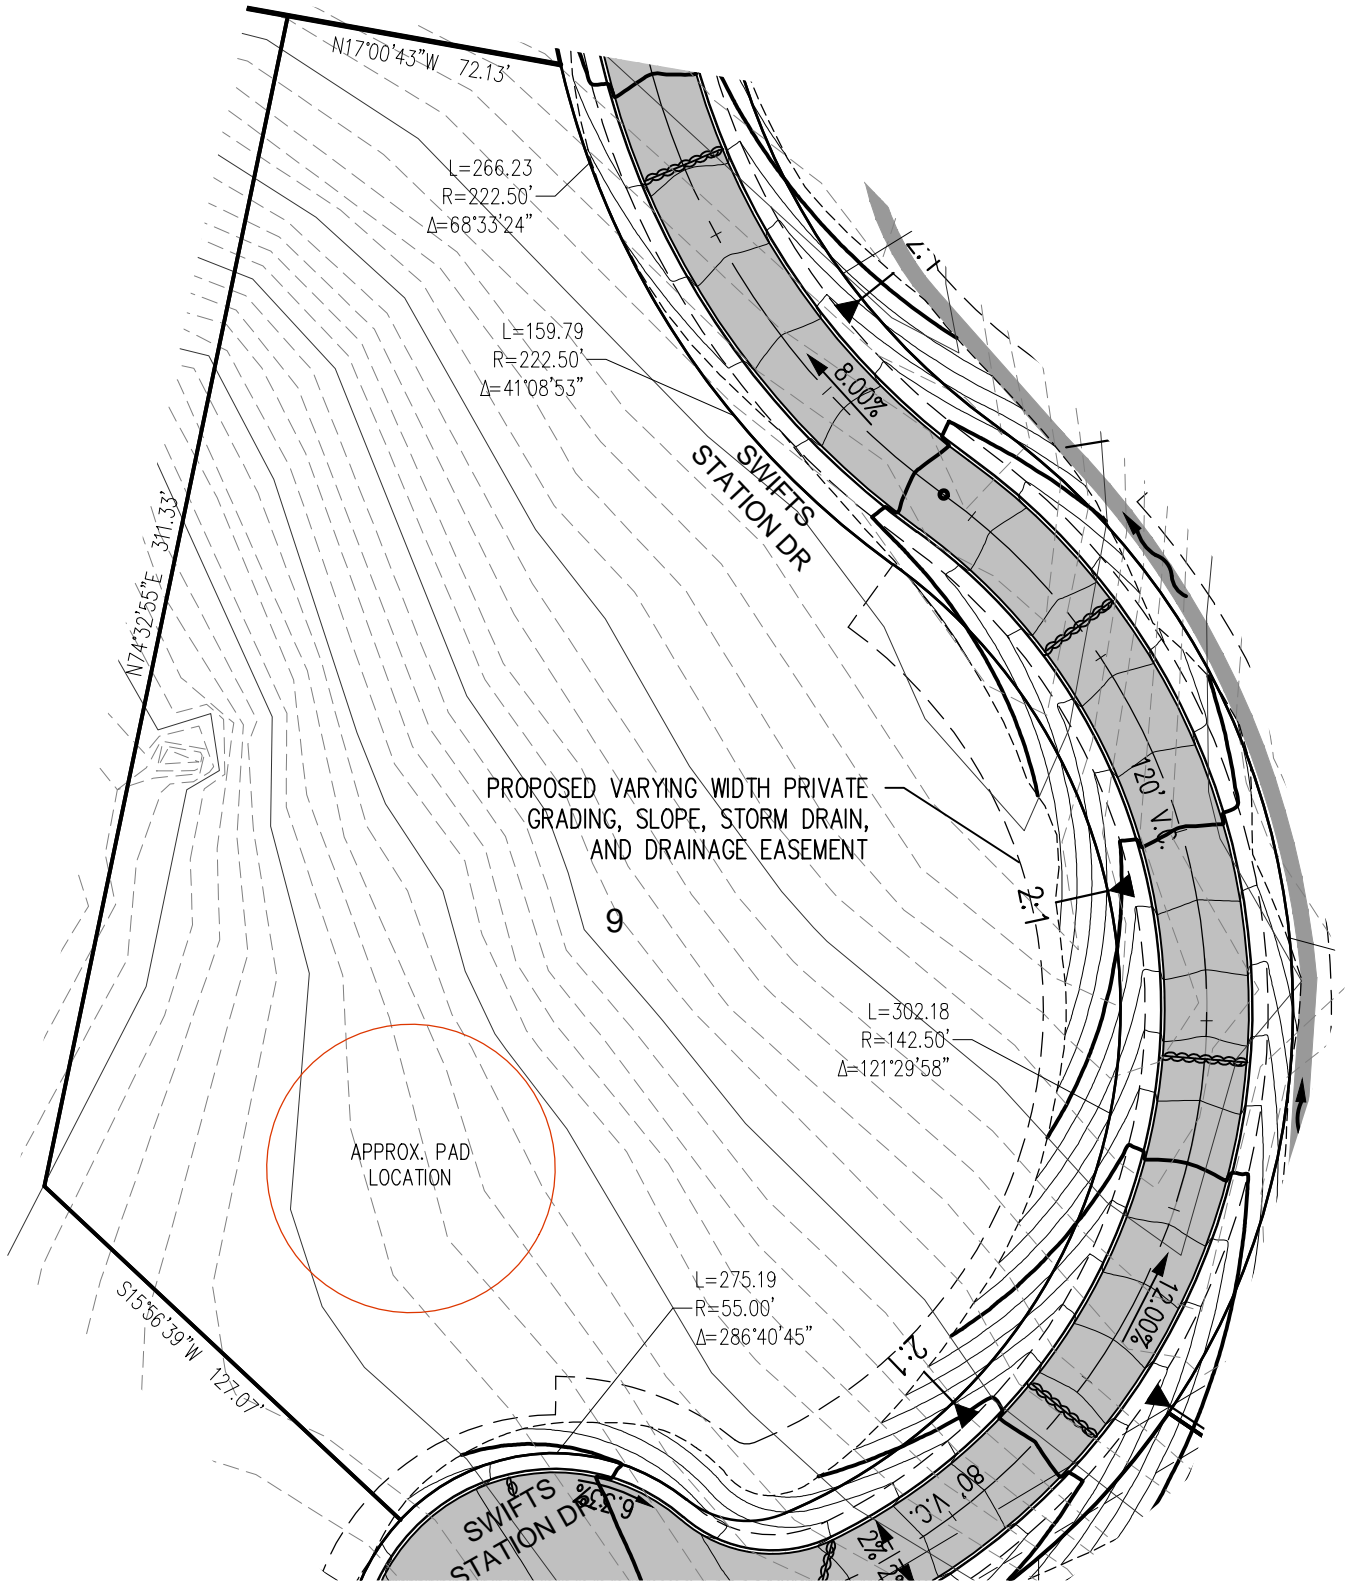 N17°00'43"W 72.13'
L=266.23
R=222.50'
Δ=68°33'24"
2:1
L=159.79
R=222.50'
Δ=41°08'53"
8.00%
SWIFTS
STATION DR
N74°32'55"E 311.33'
120' V.C.
PROPOSED VARYING WIDTH PRIVATE
GRADING, SLOPE, STORM DRAIN,
AND DRAINAGE EASEMENT
2:1
9
L=302.18
R=142.50'
Δ=121°29'58"
APPROX. PAD
LOCATION
S15°56'39"W 127.07'
L=275.19
R=55.00'
Δ=286°40'45"
12.00%
2:1
SWIFTS
STATION DR
6.33%
80' V.C.
2%
2%